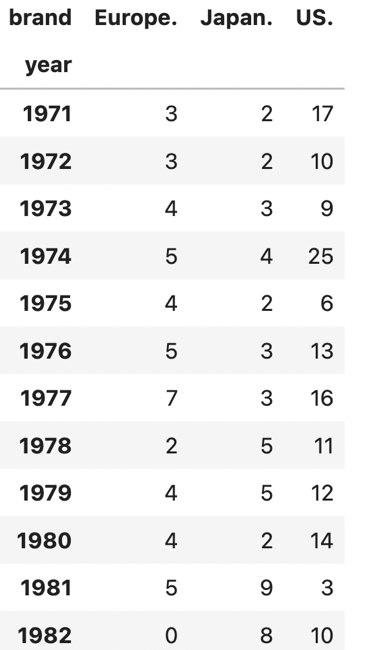 brand Europe. Japan. US.
year
1971 3 2 17
1972 3 2 10
1973 4 3 9
1974 5 4 25
1975 4 2 6
1976 5 3 13
1977 7 3 16
1978 2 5 11
1979 4 5 12
1980 4 2 14
1981 5 9 3
1982 0 8 10